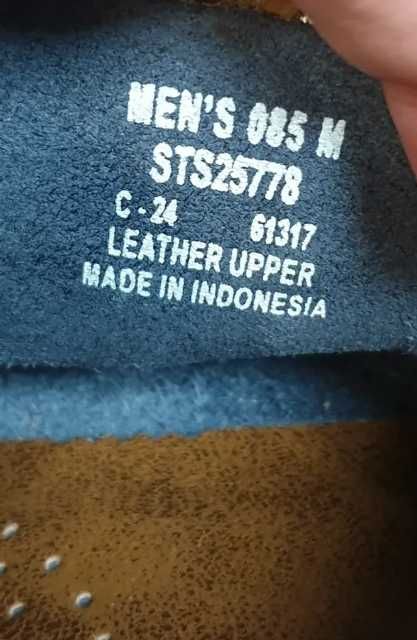 MEN'S 085 M
STS25778
C - 24 61317
LEATHER UPPER
MADE IN INDONESIA